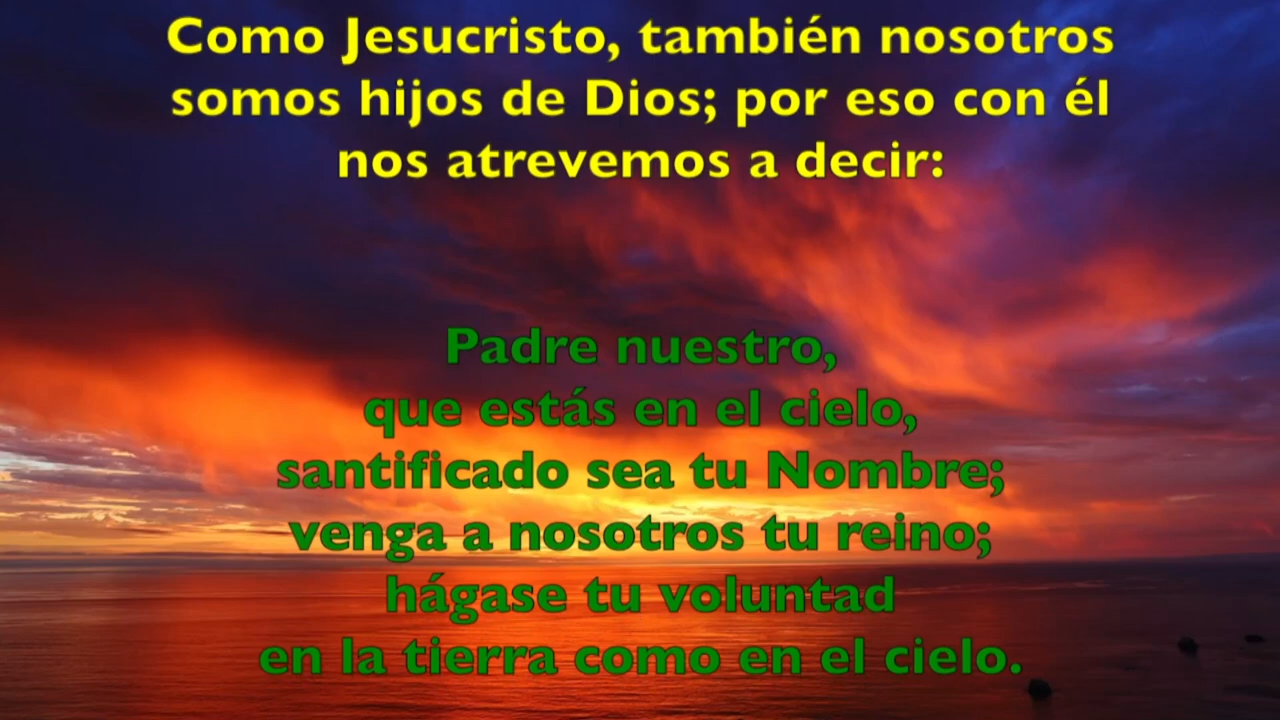 Como Jesucristo, también nosotros
somos hijos de Dios; por eso con él
nos atrevemos a decir:
Padre nuestro,
que estás en el cielo,
santificado sea tu Nombre;
venga a nosotros tu reino;
hágase tu voluntad
en la tierra como en el cielo.